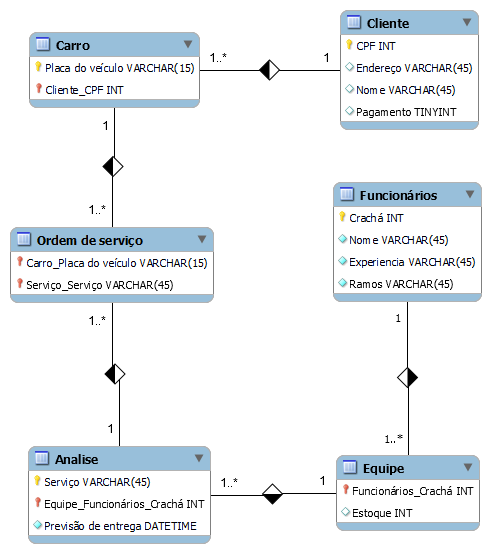 Carro
Placa do veículo VARCHAR(15)
Cliente_CPF INT
1..*
1
Cliente
CPF INT
Endereço VARCHAR(45)
Nome VARCHAR(45)
Pagamento TINYINT
1
1..*
Ordem de serviço
Carro_Placa do veículo VARCHAR(15)
Serviço_Serviço VARCHAR(45)
Funcionários
Crachá INT
Nome VARCHAR(45)
Experiencia VARCHAR(45)
Ramos VARCHAR(45)
1..*
1
1
1..*
Analise
Serviço VARCHAR(45)
Equipe_Funcionários_Crachá INT
Previsão de entrega DATETIME
1..*
1
Equipe
Funcionários_Crachá INT
Estoque INT